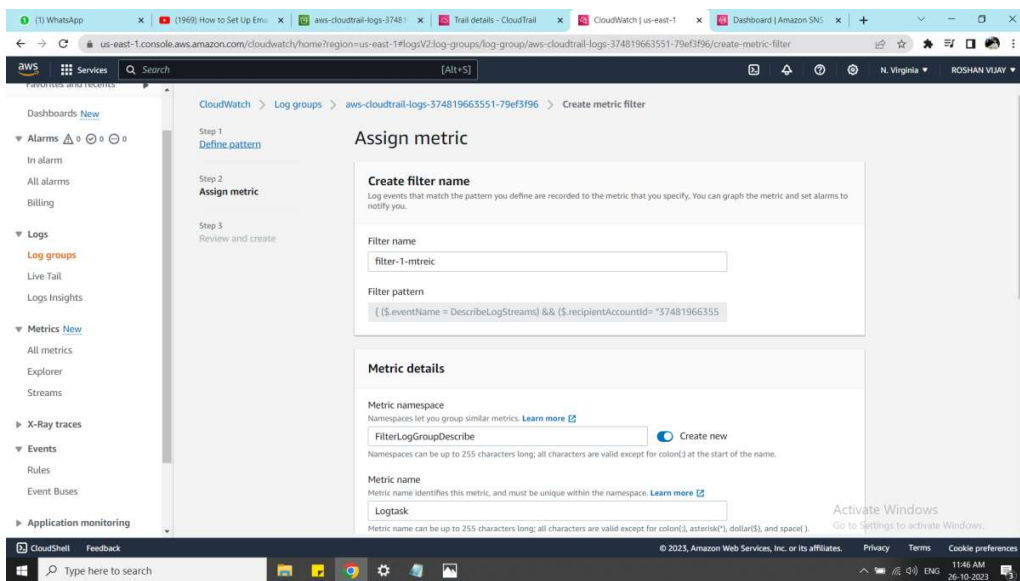 (1) WhatsApp
(1969) How to Set Up Ema
aws-cloudtrail-logs-3748
Trail details - CloudTrail
CloudWatch | us-east-1
Dashboard | Amazon SNS
us-east-1.console.aws.amazon.com/cloudwatch/home?region=us-east-1#logsV2:log-groups/log-group/aws-cloudtrail-logs-374819663551-79ef3f96/create-metric-filter
aws
Services
Search
[Alt+S]
N. Virginia
ROSHAN VIJAY
Favorites and recents
Dashboards New
Alarms 0 0 0
In alarm
All alarms
Billing
Logs
Log groups
Live Tail
Logs Insights
Metrics New
All metrics
Explorer
Streams
X-Ray traces
Events
Rules
Event Buses
Application monitoring
CloudWatch > Log groups > aws-cloudtrail-logs-374819663551-79ef3f96 > Create metric filter
Step 1
Define pattern
Step 2
Assign metric
Step 3
Review and create
Assign metric
Create filter name
Log events that match the pattern you define are recorded to the metric that you specify. You can graph the metric and set alarms to
notify you.
Filter name
filter-1-mtreic
Filter pattern
{ ($.eventName = DescribeLogStreams) && ($.recipientAccountId= "37481966355
Metric details
Metric namespace
Namespaces let you group similar metrics. Learn more
FilterLogGroupDescribe
Create new
Namespaces can be up to 255 characters long; all characters are valid except for colon(:) at the start of the name.
Metric name
Metric name identifies this metric, and must be unique within the namespace. Learn more
Logtask
Metric name can be up to 255 characters long; all characters are valid except for colon(:), asterisk(*), dollar($), and space( ).
Activate Windows
Go to Settings to activate Windows.
CloudShell
Feedback
© 2023, Amazon Web Services, Inc. or its affiliates.
Privacy
Terms
Cookie preferences
Type here to search
ENG
11:46 AM
26-10-2023